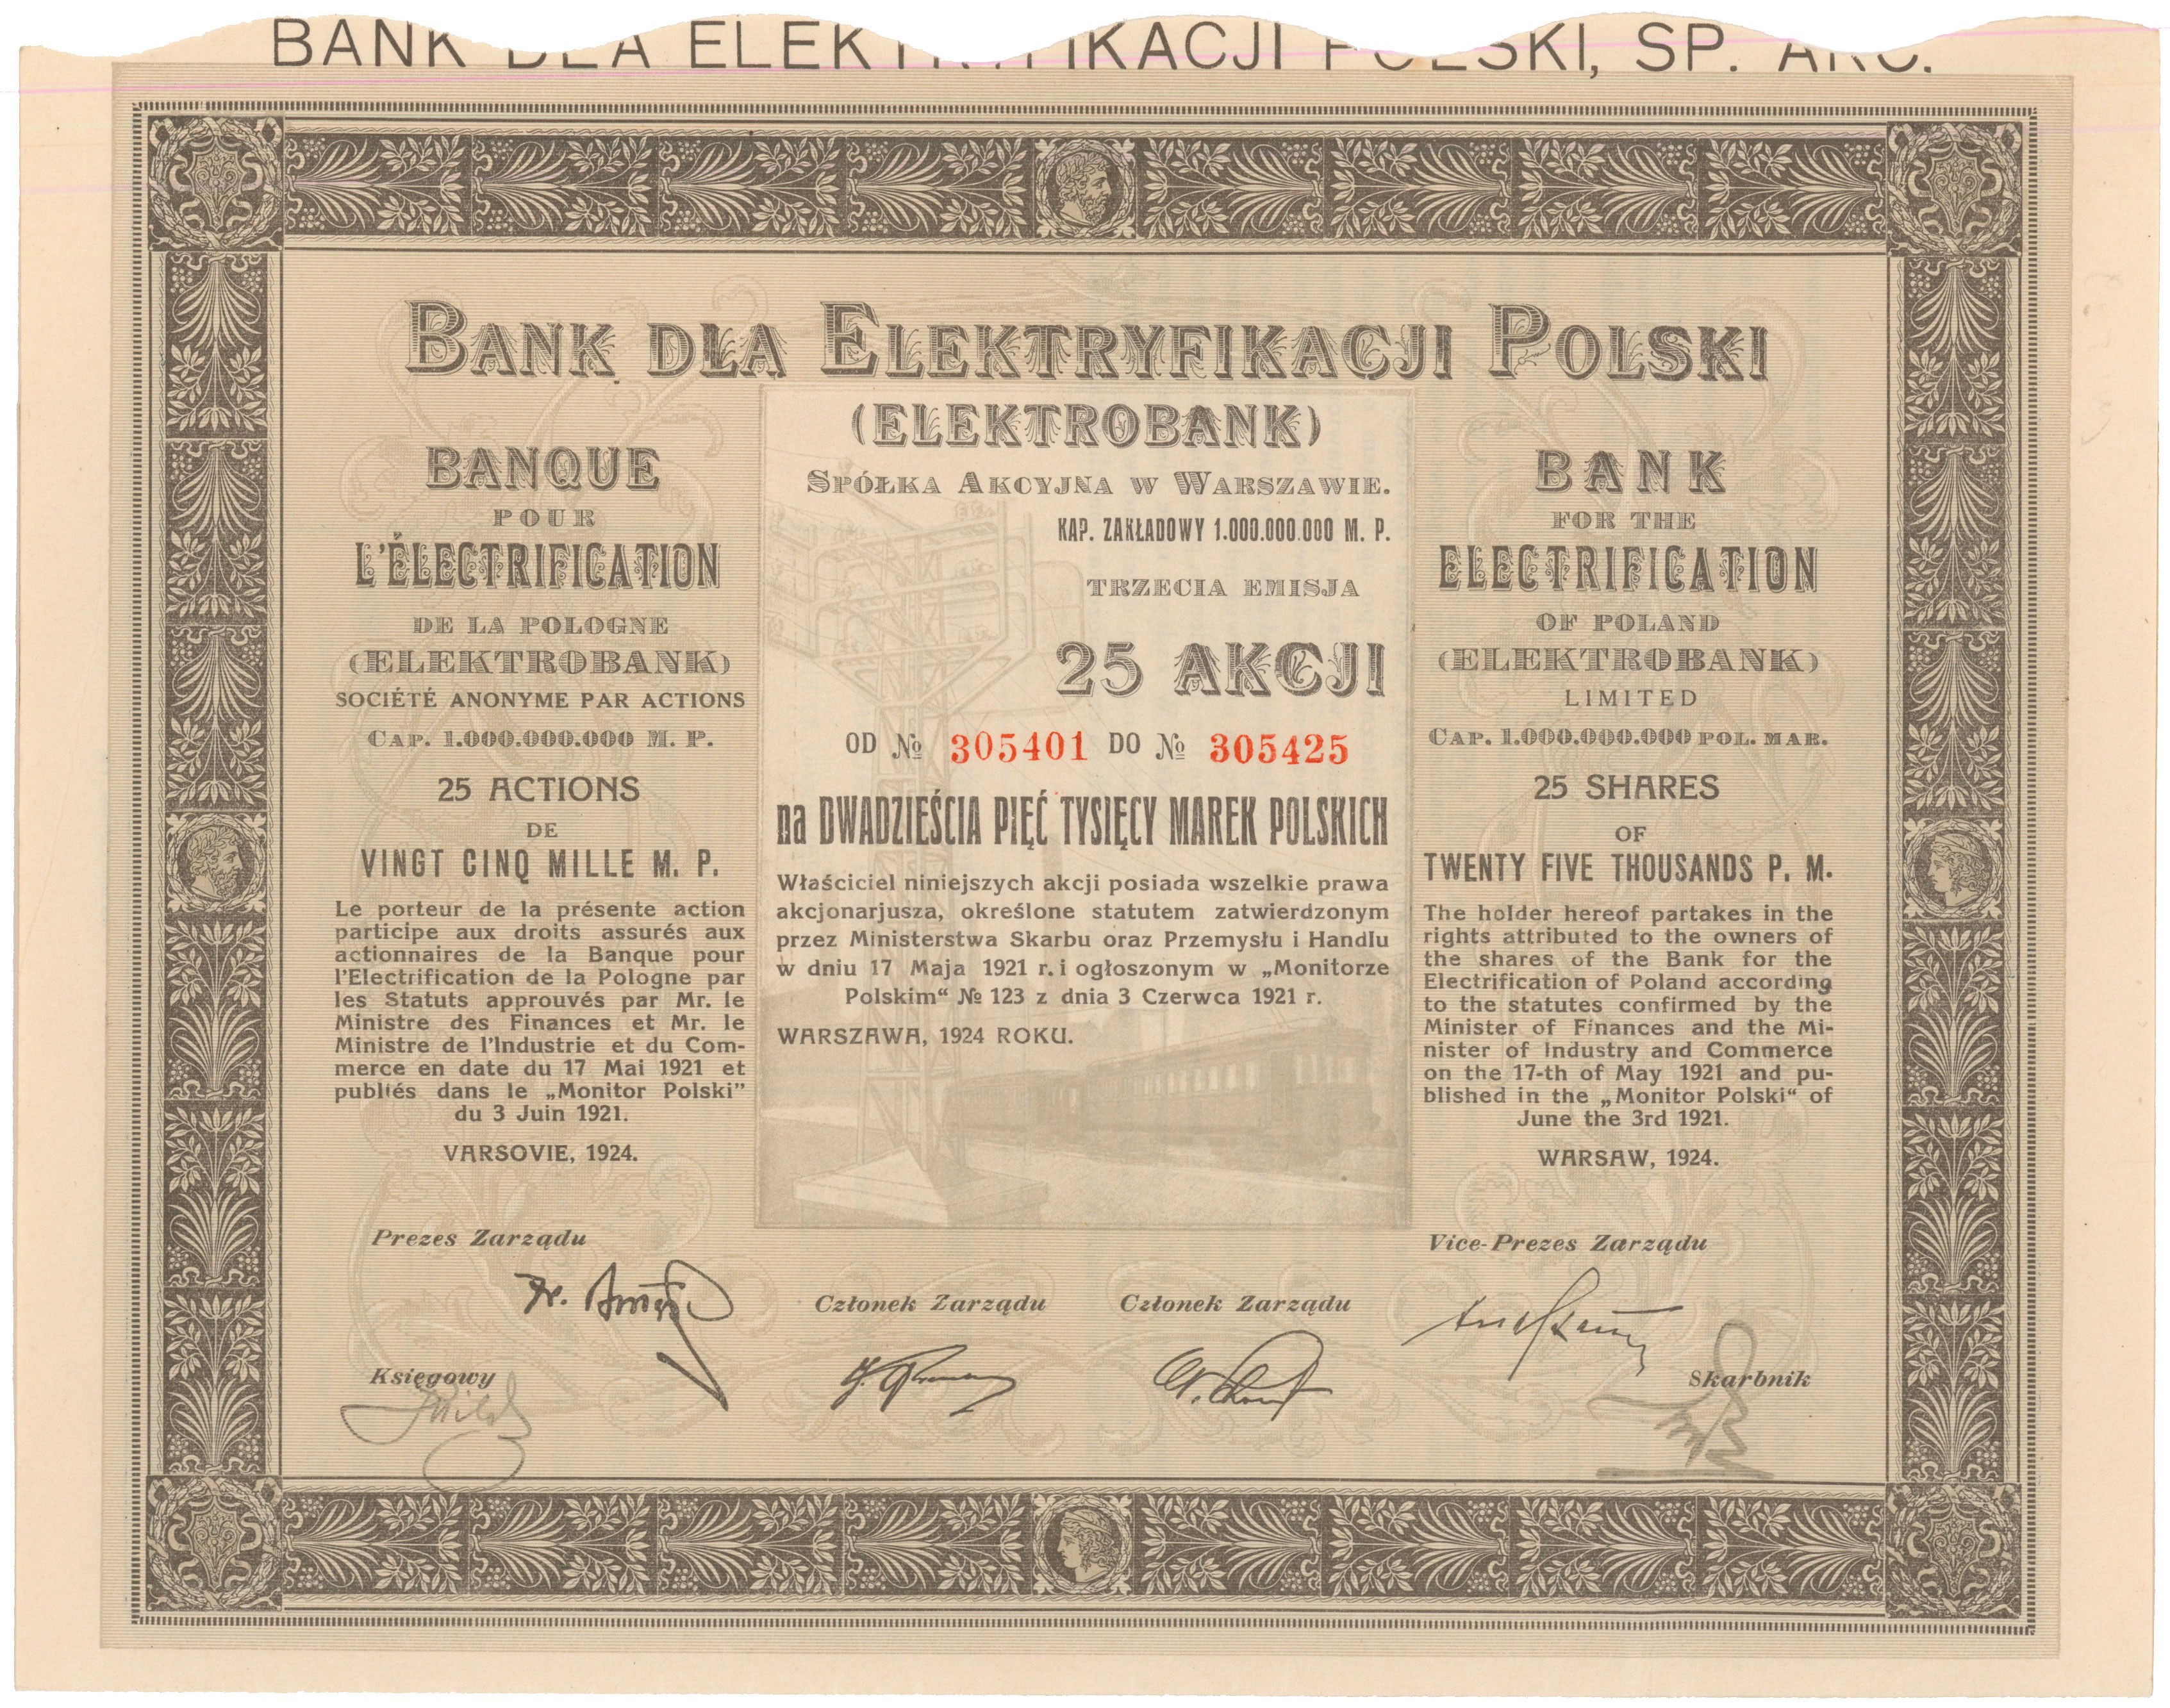 BANK DLA ELEKTRYFIKACJI POLSKI, SP. AKC.
BANK DLA ELEKTRYFIKACJI POLSKI
(ELEKTROBANK)
SPÓŁKA AKCYJNA W WARSZAWIE.
KAP. ZAKŁADOWY 1.000.000.000 M. P.
TRZECIA EMISJA
25 AKCJI
OD № 305401 DO № 305425
na DWADZIEŚCIA PIĘĆ TYSIĘCY MAREK POLSKICH
Właściciel niniejszych akcji posiada wszelkie prawa
akcjonarjusza, określone statutem zatwierdzonym
przez Ministerstwa Skarbu oraz Przemysłu i Handlu
w dniu 17 Maja 1921 r. i ogłoszonym w „Monitorze
Polskim“ № 123 z dnia 3 Czerwca 1921 r.
WARSZAWA, 1924 ROKU.
BANQUE
POUR
L'ÉLECTRIFICATION
DE LA POLOGNE
(ELEKTROBANK)
SOCIÉTÉ ANONYME PAR ACTIONS
CAP. 1.000.000.000 M. P.
25 ACTIONS
DE
VINGT CINQ MILLE M. P.
Le porteur de la présente action
participe aux droits assurés aux
actionnaires de la Banque pour
l'Electrification de la Pologne par
les Statuts approuvés par Mr. le
Ministre des Finances et Mr. le
Ministre de l'Industrie et du Com-
merce en date du 17 Mai 1921 et
publiés dans le „Monitor Polski”
du 3 Juin 1921.
VARSOVIE, 1924.
BANK
FOR THE
ELECTRIFICATION
OF POLAND
(ELEKTROBANK)
LIMITED
CAP. 1.000.000.000 POL. MAR.
25 SHARES
OF
TWENTY FIVE THOUSANDS P. M.
The holder hereof partakes in the
rights attributed to the owners of
the shares of the Bank for the
Electrification of Poland according
to the statutes confirmed by the
Minister of Finances and the Mi-
nister of Industry and Commerce
on the 17-th of May 1921 and pu-
blished in the „Monitor Polski“ of
June the 3rd 1921.
WARSAW, 1924.
Prezes Zarządu
Vice-Prezes Zarządu
Członek Zarządu
Członek Zarządu
Księgowy
Skarbnik